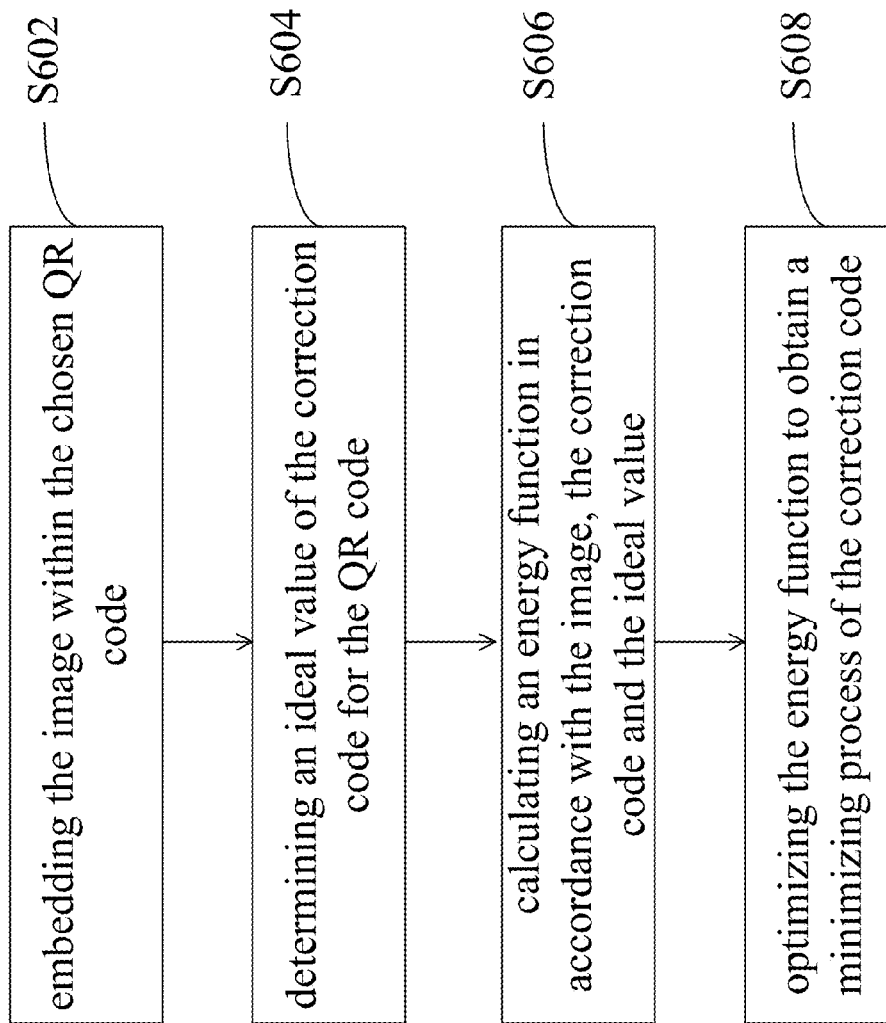 embedding the image within the chosen QR
code
S602
determining an ideal value of the correction
code for the QR code
S604
calculating an energy function in
accordance with the image, the correction
code and the ideal value
S606
optimizing the energy function to obtain a
minimizing process of the correction code
S608